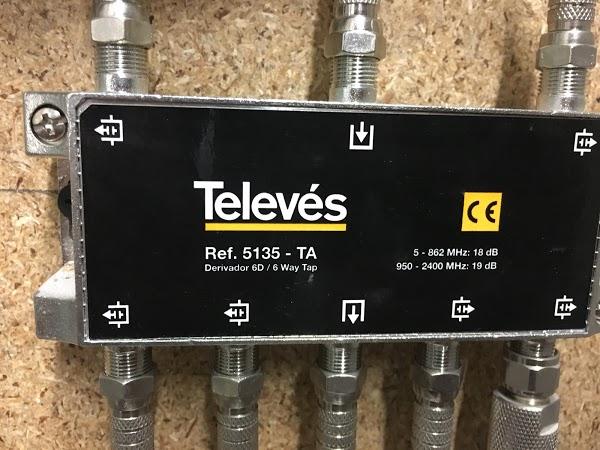 Televés
CE
Ref. 5135 - TA
Derivador 6D / 6 Way Tap
5 - 862 MHz: 18 dB
950 - 2400 MHz: 19 dB